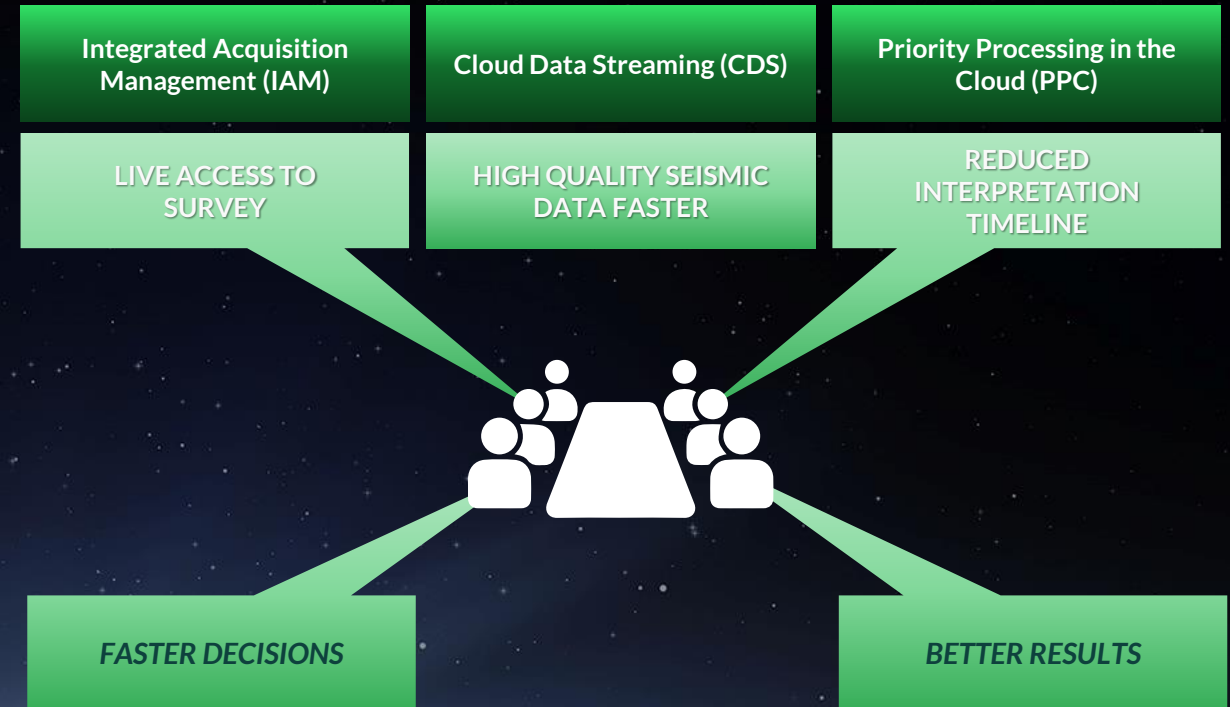 Integrated Acquisition
Management (IAM)
Cloud Data Streaming (CDS)
Priority Processing in the
Cloud (PPC)
LIVE ACCESS TO
SURVEY
HIGH QUALITY SEISMIC
DATA FASTER
REDUCED
INTERPRETATION
TIMELINE
FASTER DECISIONS
BETTER RESULTS